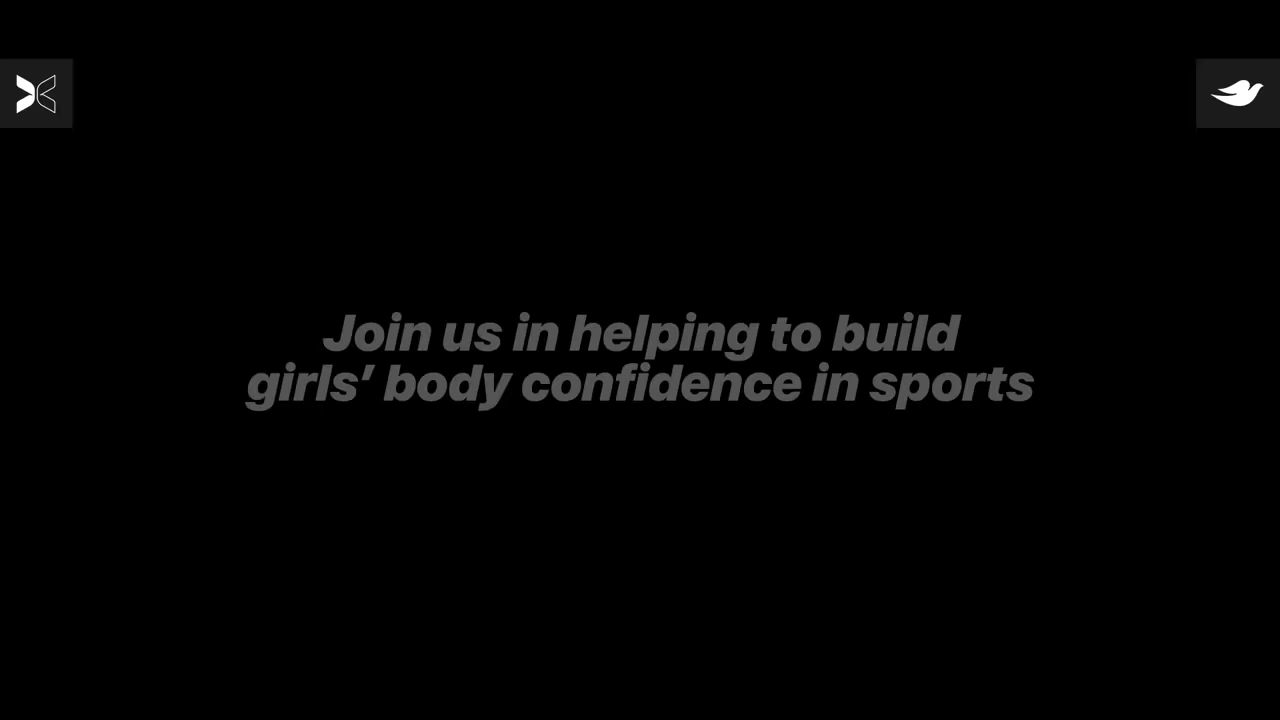 Join us in helping to build
girls’ body confidence in sports